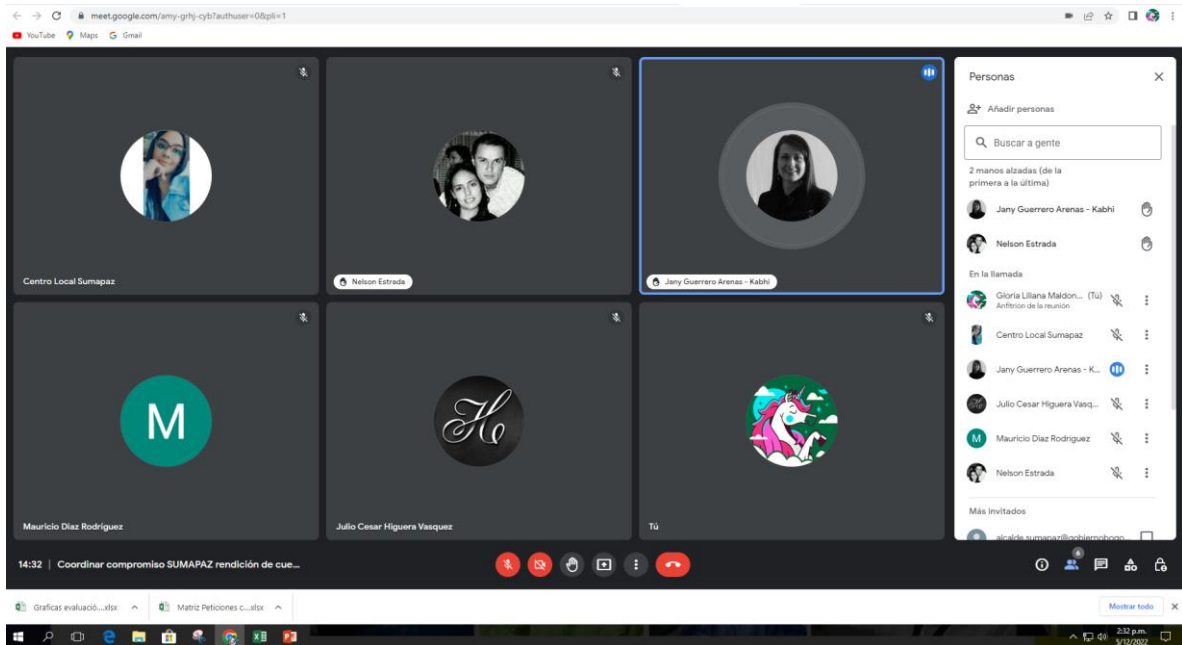 meet.google.com/amy-grhj-cyb?authuser=0&pli=1
YouTube Maps Gmail
Centro Local Sumapaz
Nelson Estrada
Jany Guerrero Arenas - Kabhi
M
Mauricio Diaz Rodríguez
H
Julio Cesar Higuera Vasquez
Tú
Personas
Añadir personas
Buscar a gente
2 manos alzadas (de la
primera a la última)
Jany Guerrero Arenas - Kabhi
Nelson Estrada
En la llamada
Gloria Liliana Maldon... (Tú)
Anfitrión de la reunión
Centro Local Sumapaz
Jany Guerrero Arenas - K...
Julio Cesar Higuera Vasq...
M Mauricio Diaz Rodriguez
Nelson Estrada
Más invitados
alcalde.sumapaz@gobiernobogo...
14:32 | Coordinar compromiso SUMAPAZ rendición de cue...
6
Graficas evaluació....xlsx
Matriz Peticiones c...xlsx
Mostrar todo
2:32 p.m.
5/12/2022